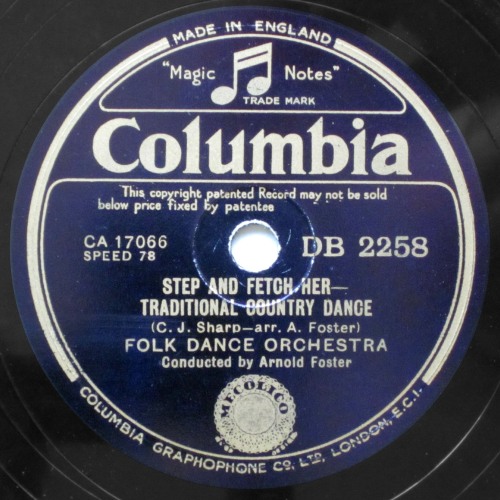 MADE IN ENGLAND
"Magic Notes"
TRADE MARK
Columbia
This copyright patented Record may not be sold
below price fixed by patentee
CA 17066
SPEED 78
DB 2258
STEP AND FETCH HER—
TRADITIONAL COUNTRY DANCE
(C. J. Sharp—arr. A. Foster)
FOLK DANCE ORCHESTRA
Conducted by Arnold Foster
MECOLICO
COLUMBIA GRAPHOPHONE CO. LTD. LONDON, E.C.1.